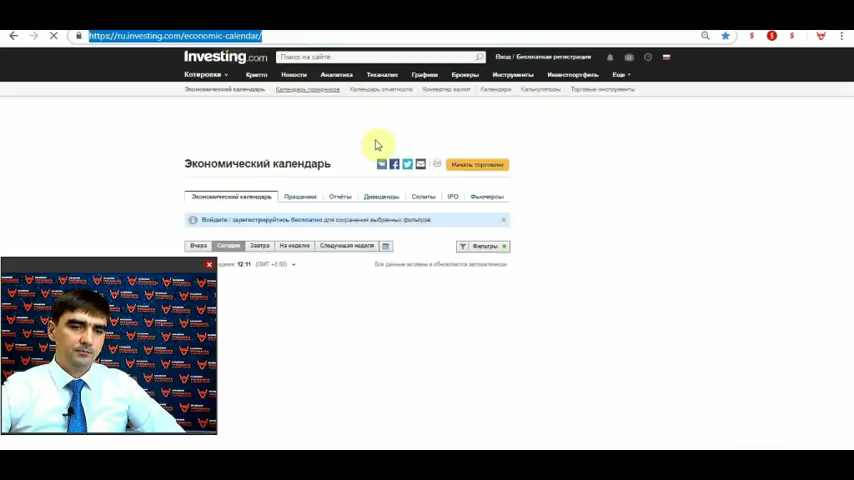 https://ru.investing.com/economic-calendar/
Investing.com
Поиск на сайте
Вход / Бесплатная регистрация
Котировки
Крипто
Новости
Аналитика
Теханализ
Графики
Брокеры
Инструменты
Инвестпортфель
Еще
Экономический календарь
Календарь праздников
Календарь отчетности
Конвертер валют
Календари
Калькуляторы
Торговые инструменты
Экономический календарь
Начать торговлю
Экономический календарь
Праздники
Отчёты
Дивиденды
Сплиты
IPO
Фьючерсы
Войдите / зарегистрируйтесь бесплатно для сохранения выбранных фильтров
Вчера
Сегодня
Завтра
На неделю
Следующая неделя
Фильтры
12:11 (GMT +3:00)
Все данные активны и обновляются автоматически